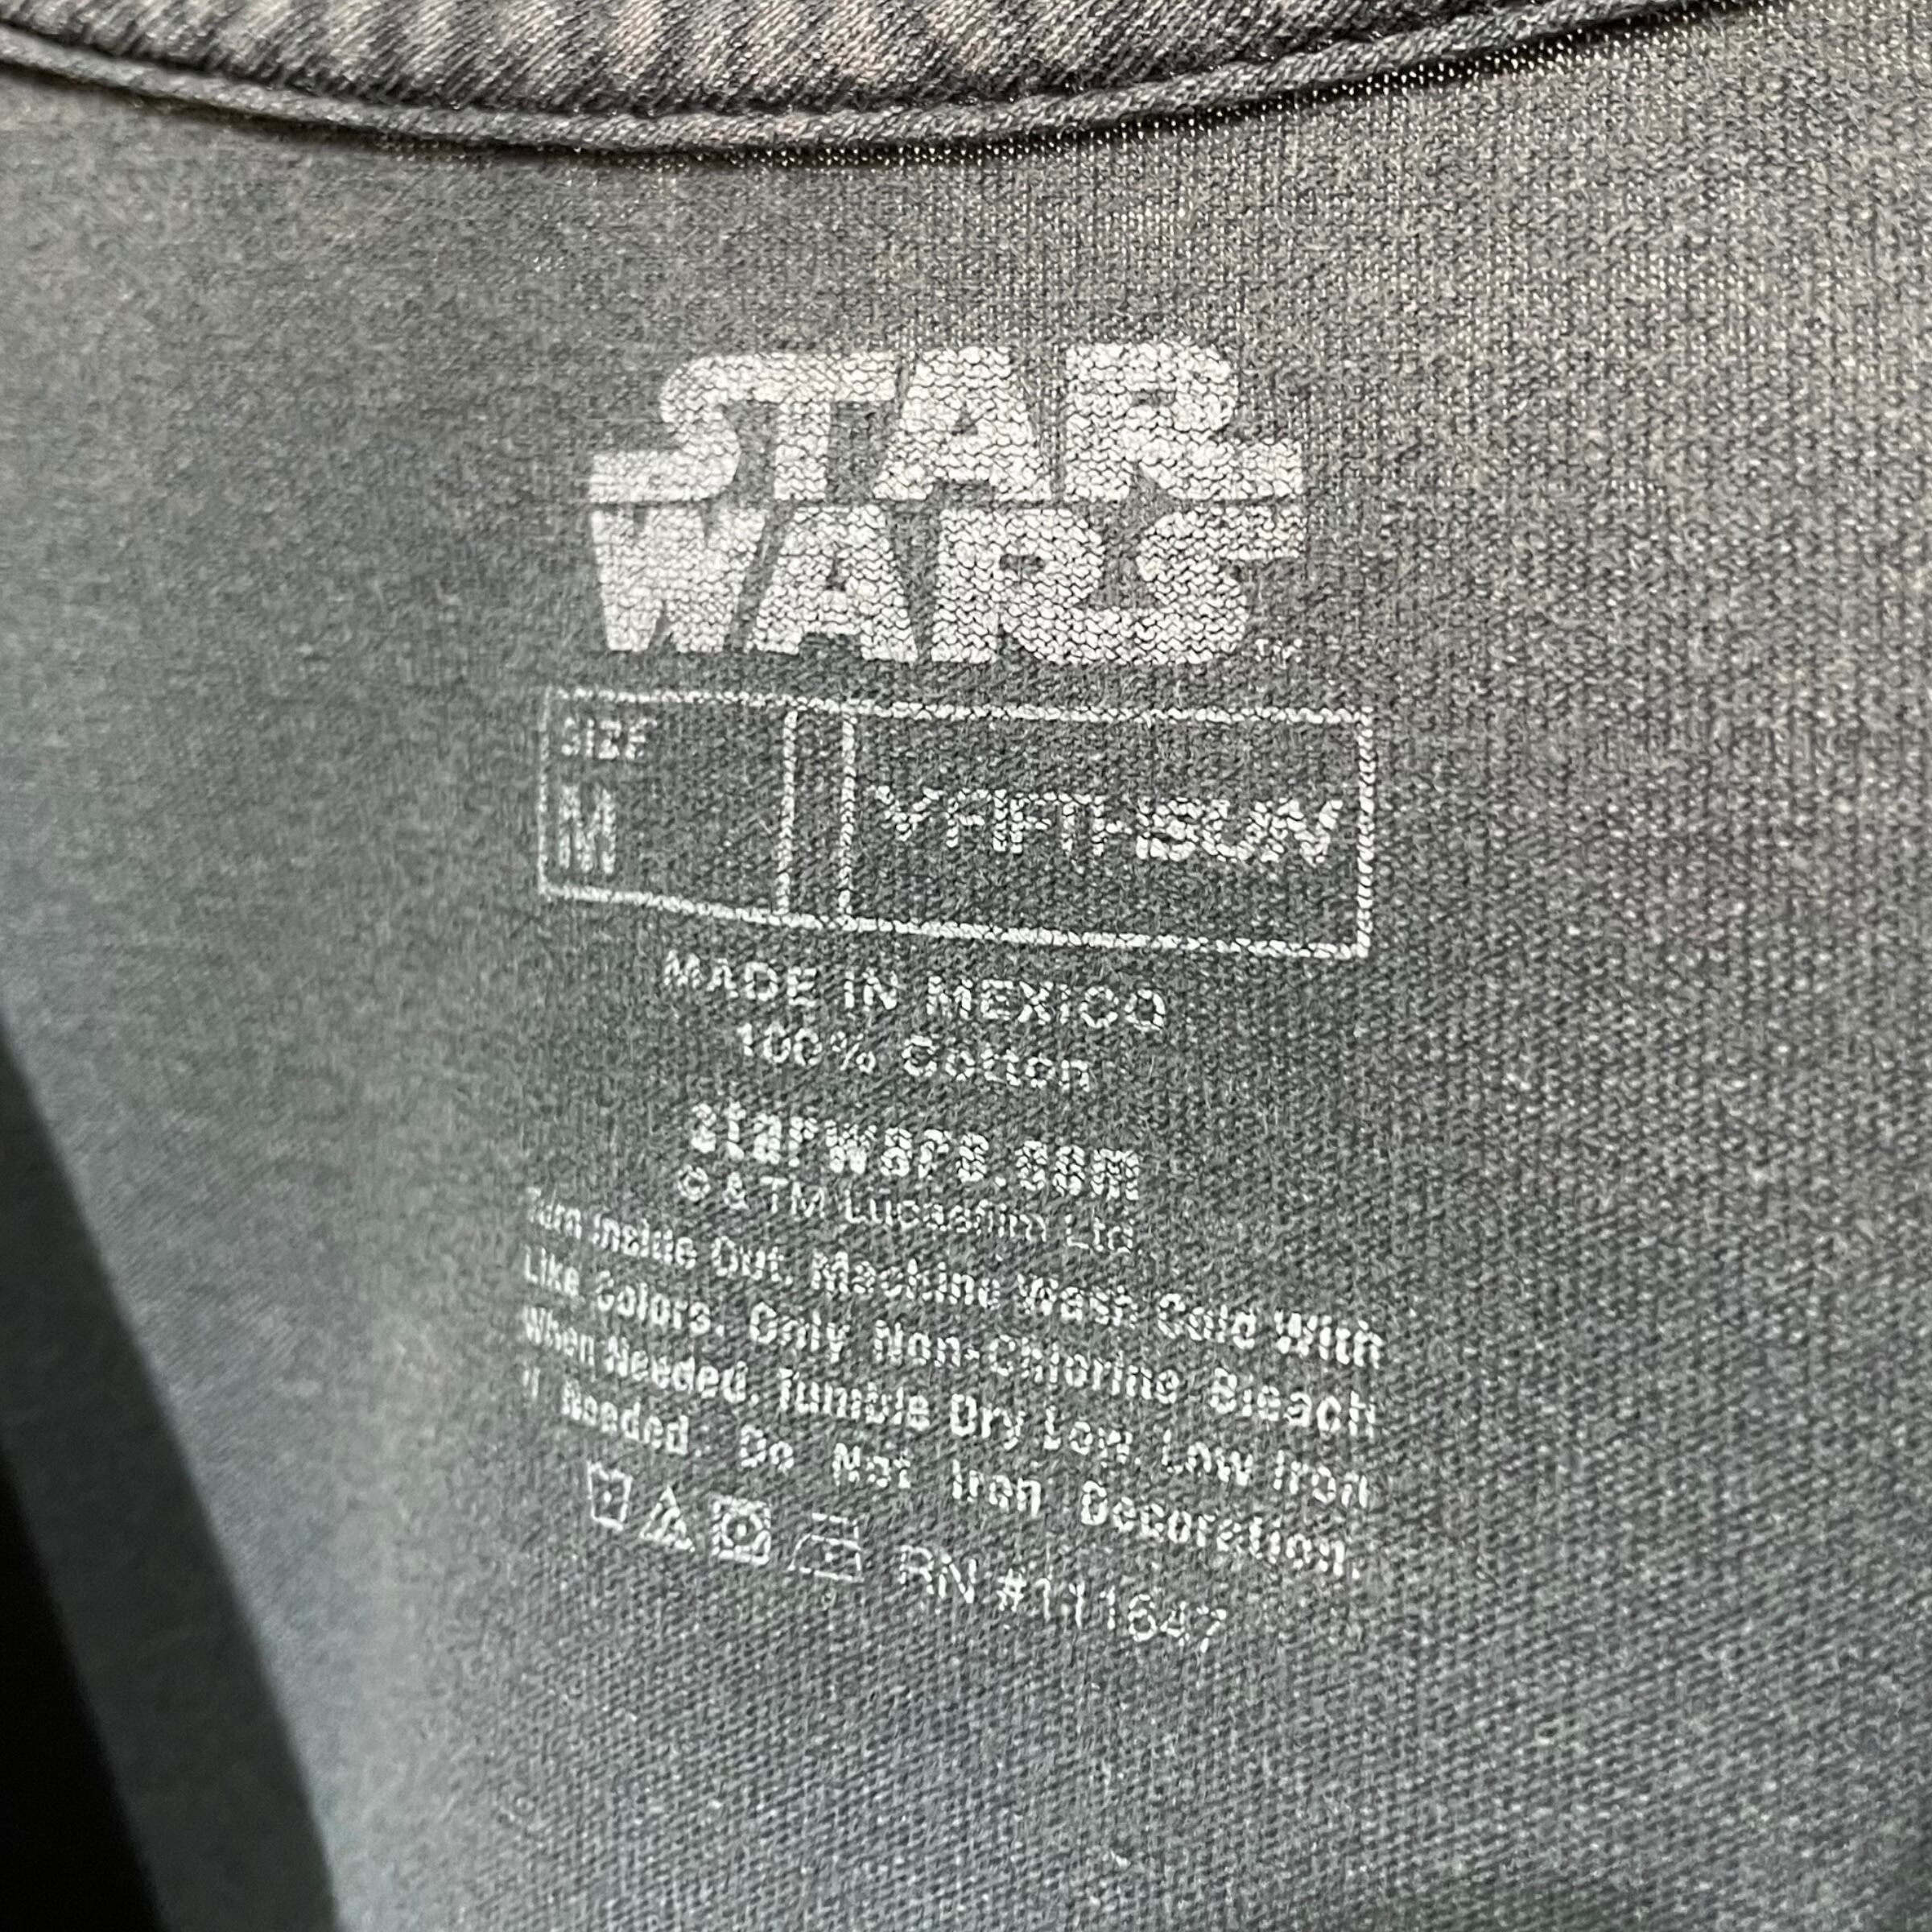 STAR
WARS
™
SIZE
M
FIFTHSUN
MADE IN MEXICO
100% Cotton
starwars.com
© & TM Lucasfilm Ltd.
Turn Inside Out. Machine Wash Cold With
Like Colors. Only Non-Chlorine Bleach
When Needed. Tumble Dry Low. Low Iron
If Needed. Do Not Iron Decoration.
RN #111647